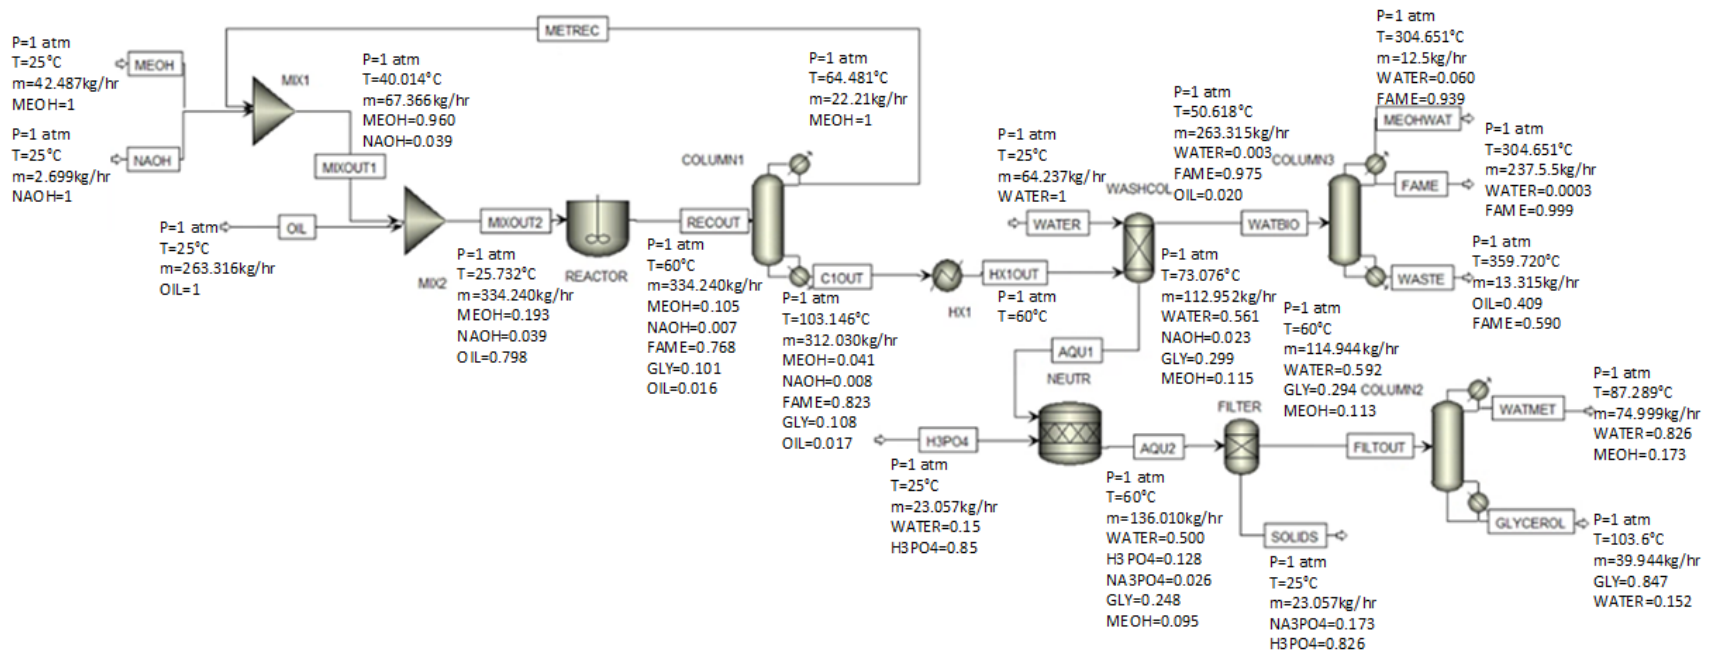 METREC
P=1 atm
T=25°C
m=42.487kg/hr
MEOH=1
MEOH
P=1 atm
T=25°C
m=2.699kg/hr
NAOH=1
NAOH
MIX1
P=1 atm
T=40.014°C
m=67.366kg/hr
MEOH=0.960
NAOH=0.039
MIXOUT1
P=1 atm
T=25°C
m=263.316kg/hr
OIL=1
OIL
MIX2
MIXOUT2
P=1 atm
T=25.732°C
m=334.240kg/hr
MEOH=0.193
NAOH=0.039
OIL=0.798
REACTOR
RECOUT
P=1 atm
T=60°C
m=334.240kg/hr
MEOH=0.105
NAOH=0.007
FAME=0.768
GLY=0.101
OIL=0.016
COLUMN1
P=1 atm
T=64.481°C
m=22.21kg/hr
MEOH=1
C1OUT
P=1 atm
T=103.146°C
m=312.030kg/hr
MEOH=0.041
NAOH=0.008
FAME=0.823
GLY=0.108
OIL=0.017
HX1
HX1OUT
P=1 atm
T=60°C
P=1 atm
T=25°C
m=64.237kg/hr
WATER=1
WATER
WASHCOL
P=1 atm
T=50.618°C
m=263.315kg/hr
WATER=0.003
FAME=0.975
OIL=0.020
WATBIO
P=1 atm
T=73.076°C
m=112.952kg/hr
WATER=0.561
NAOH=0.023
GLY=0.299
MEOH=0.115
AQU1
NEUTR
H3PO4
P=1 atm
T=25°C
m=23.057kg/hr
WATER=0.15
H3PO4=0.85
AQU2
P=1 atm
T=60°C
m=136.010kg/hr
WATER=0.500
H3PO4=0.128
NA3PO4=0.026
GLY=0.248
MEOH=0.095
FILTER
SOLIDS
P=1 atm
T=25°C
m=23.057kg/hr
NA3PO4=0.173
H3PO4=0.826
P=1 atm
T=60°C
m=114.944kg/hr
WATER=0.592
GLY=0.294
MEOH=0.113
FILTOUT
COLUMN2
WATMET
P=1 atm
T=87.289°C
m=74.999kg/hr
WATER=0.826
MEOH=0.173
GLYCEROL
P=1 atm
T=103.6°C
m=39.944kg/hr
GLY=0.847
WATER=0.152
COLUMN3
P=1 atm
T=304.651°C
m=12.5kg/hr
WATER=0.060
FAME=0.939
MEOHWAT
FAME
P=1 atm
T=304.651°C
m=237.5.5kg/hr
WATER=0.0003
FAME=0.999
WASTE
P=1 atm
T=359.720°C
m=13.315kg/hr
OIL=0.409
FAME=0.590